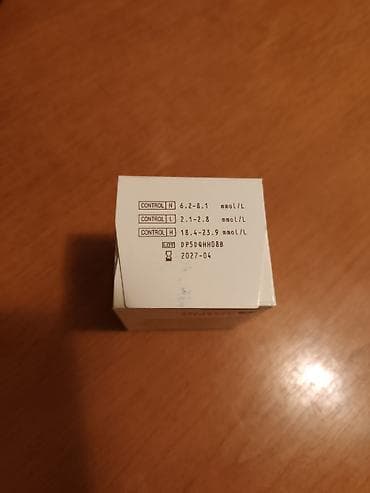 CONTROL N 6.2-8.1 mmol/L
CONTROL L 2.1-2.8 mmol/L
CONTROL H 18.4-23.9 mmol/L
LOT DP5DQHH08B
2027-04